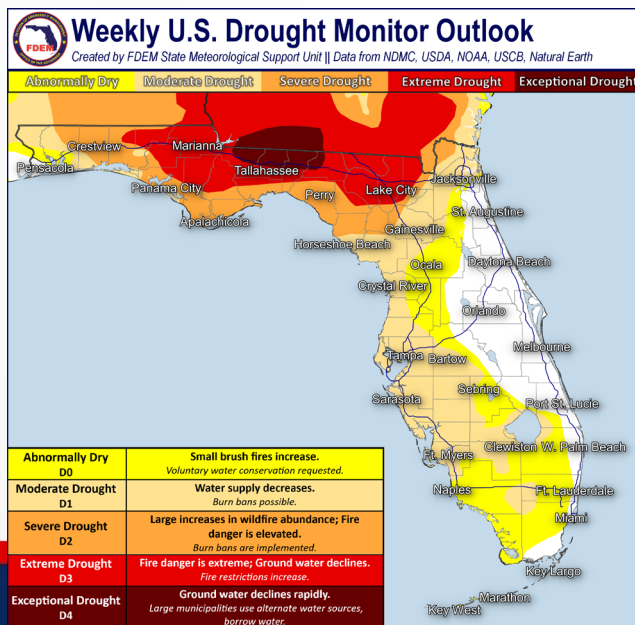 Weekly U.S. Drought Monitor Outlook
Created by FDEM State Meteorological Support Unit || Data from NDMC, USDA, NOAA, USCB, Natural Earth
FDEM
Abnormally Dry Moderate Drought Severe Drought Extreme Drought Exceptional Drought
Crestview
Marianna
Pensacola
Tallahassee
Jacksonville
Panama City
Perry
Lake City
Apalachicola
St. Augustine
Gainesville
Horseshoe Beach
Ocala
Daytona Beach
Crystal River
Orlando
Melbourne
Tampa
Bartow
Sebring
Sarasota
Port St. Lucie
Ft. Myers
Clewiston
W. Palm Beach
Naples
Ft. Lauderdale
Miami
Key Largo
Marathon
Key West
Abnormally Dry
D0
Small brush fires increase.
Voluntary water conservation requested.
Moderate Drought
D1
Water supply decreases.
Burn bans possible.
Severe Drought
D2
Large increases in wildfire abundance; Fire
danger is elevated.
Burn bans are implemented.
Extreme Drought
D3
Fire danger is extreme; Ground water declines.
Fire restrictions increase.
Exceptional Drought
D4
Ground water declines rapidly.
Large municipalities use alternate water sources,
borrow water.